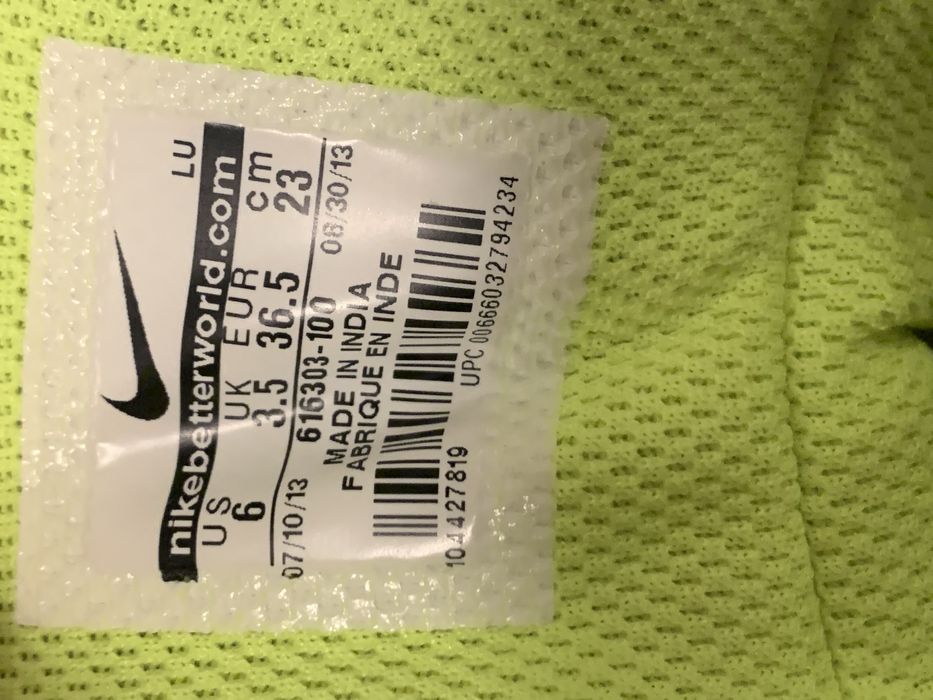 LU
nikebetterworld.com
US UK EUR cm
6 3.5 36.5 23
07/10/13 616303-100 08/30/13
MADE IN INDIA
FABRIQUE EN INDE
104427819 UPC 00666032794234